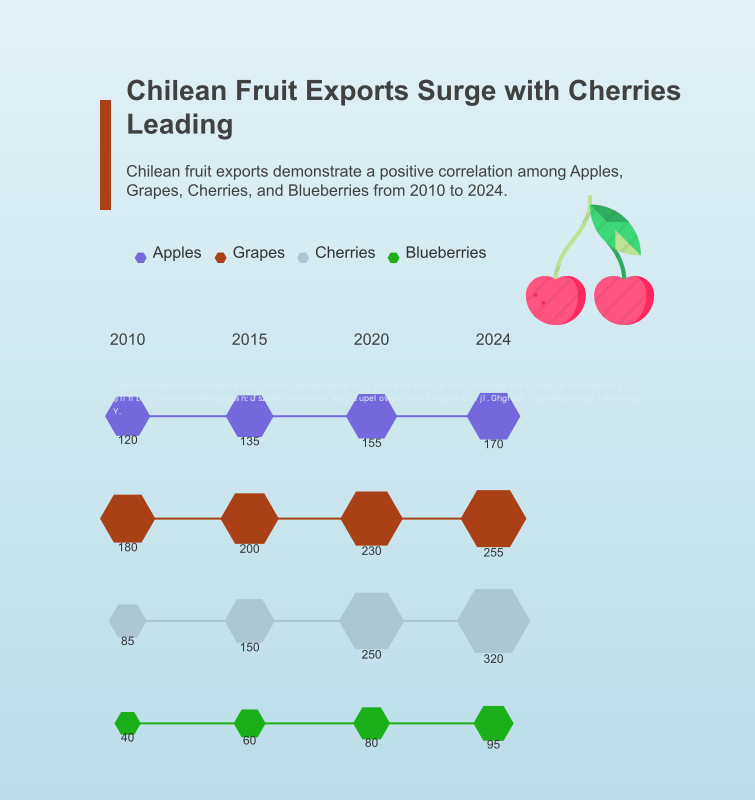 Chilean Fruit Exports Surge with Cherries
Leading
Chilean fruit exports demonstrate a positive correlation among Apples,
Grapes, Cherries, and Blueberries from 2010 to 2024.
Apples Grapes Cherries Blueberries
2010 2015 2020 2024
120 135 155 170
180 200 230 255
85 150 250 320
40 60 80 95